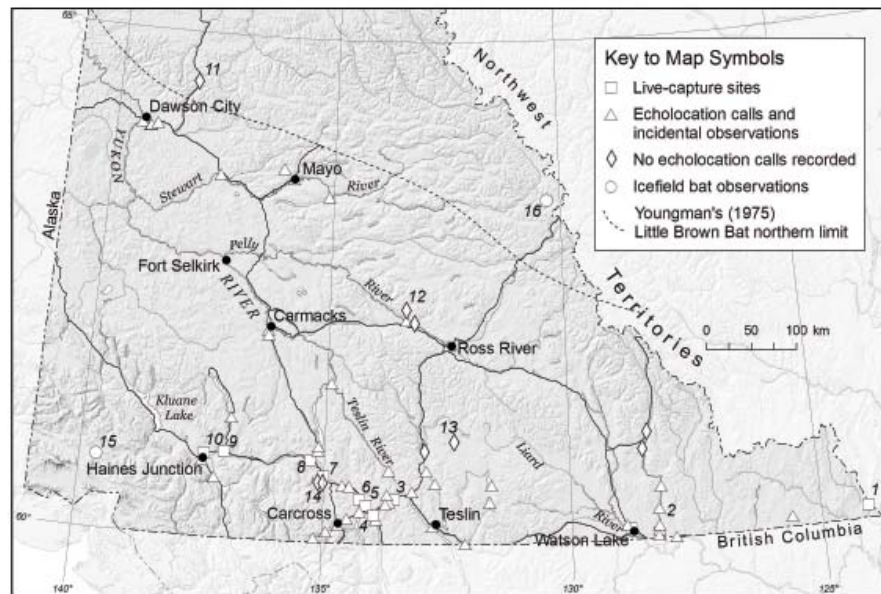 65°
65°
11
Dawson City
YUKON
Stewart
Mayo
River
Northwest
16
Alaska
Pelly
Fort Selkirk
RIVER
River
12
Carmacks
Ross River
Territories
Key to Map Symbols
Live-capture sites
Echolocation calls and
incidental observations
No echolocation calls recorded
Icefield bat observations
Youngman's (1975)
Little Brown Bat northern limit
0 50 100 km
Kluane
Lake
Teslin
River
13
Liard
River
15
10 9
Haines Junction
8
7
14
6
5
3
4
Carcross
Teslin
Watson Lake
2
1
British Columbia
60°
60°
140°
135°
130°
125°